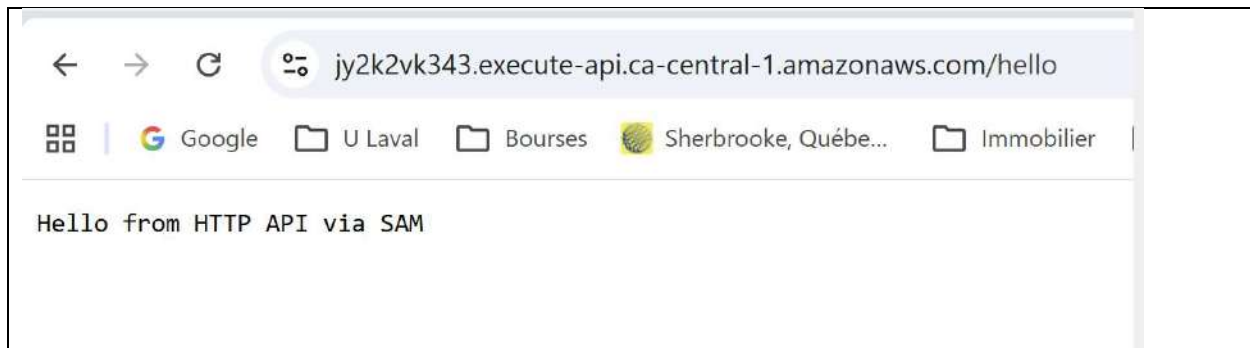 jy2k2vk343.execute-api.ca-central-1.amazonaws.com/hello
Google U Laval Bourses Sherbrooke, Québe... Immobilier
Hello from HTTP API via SAM